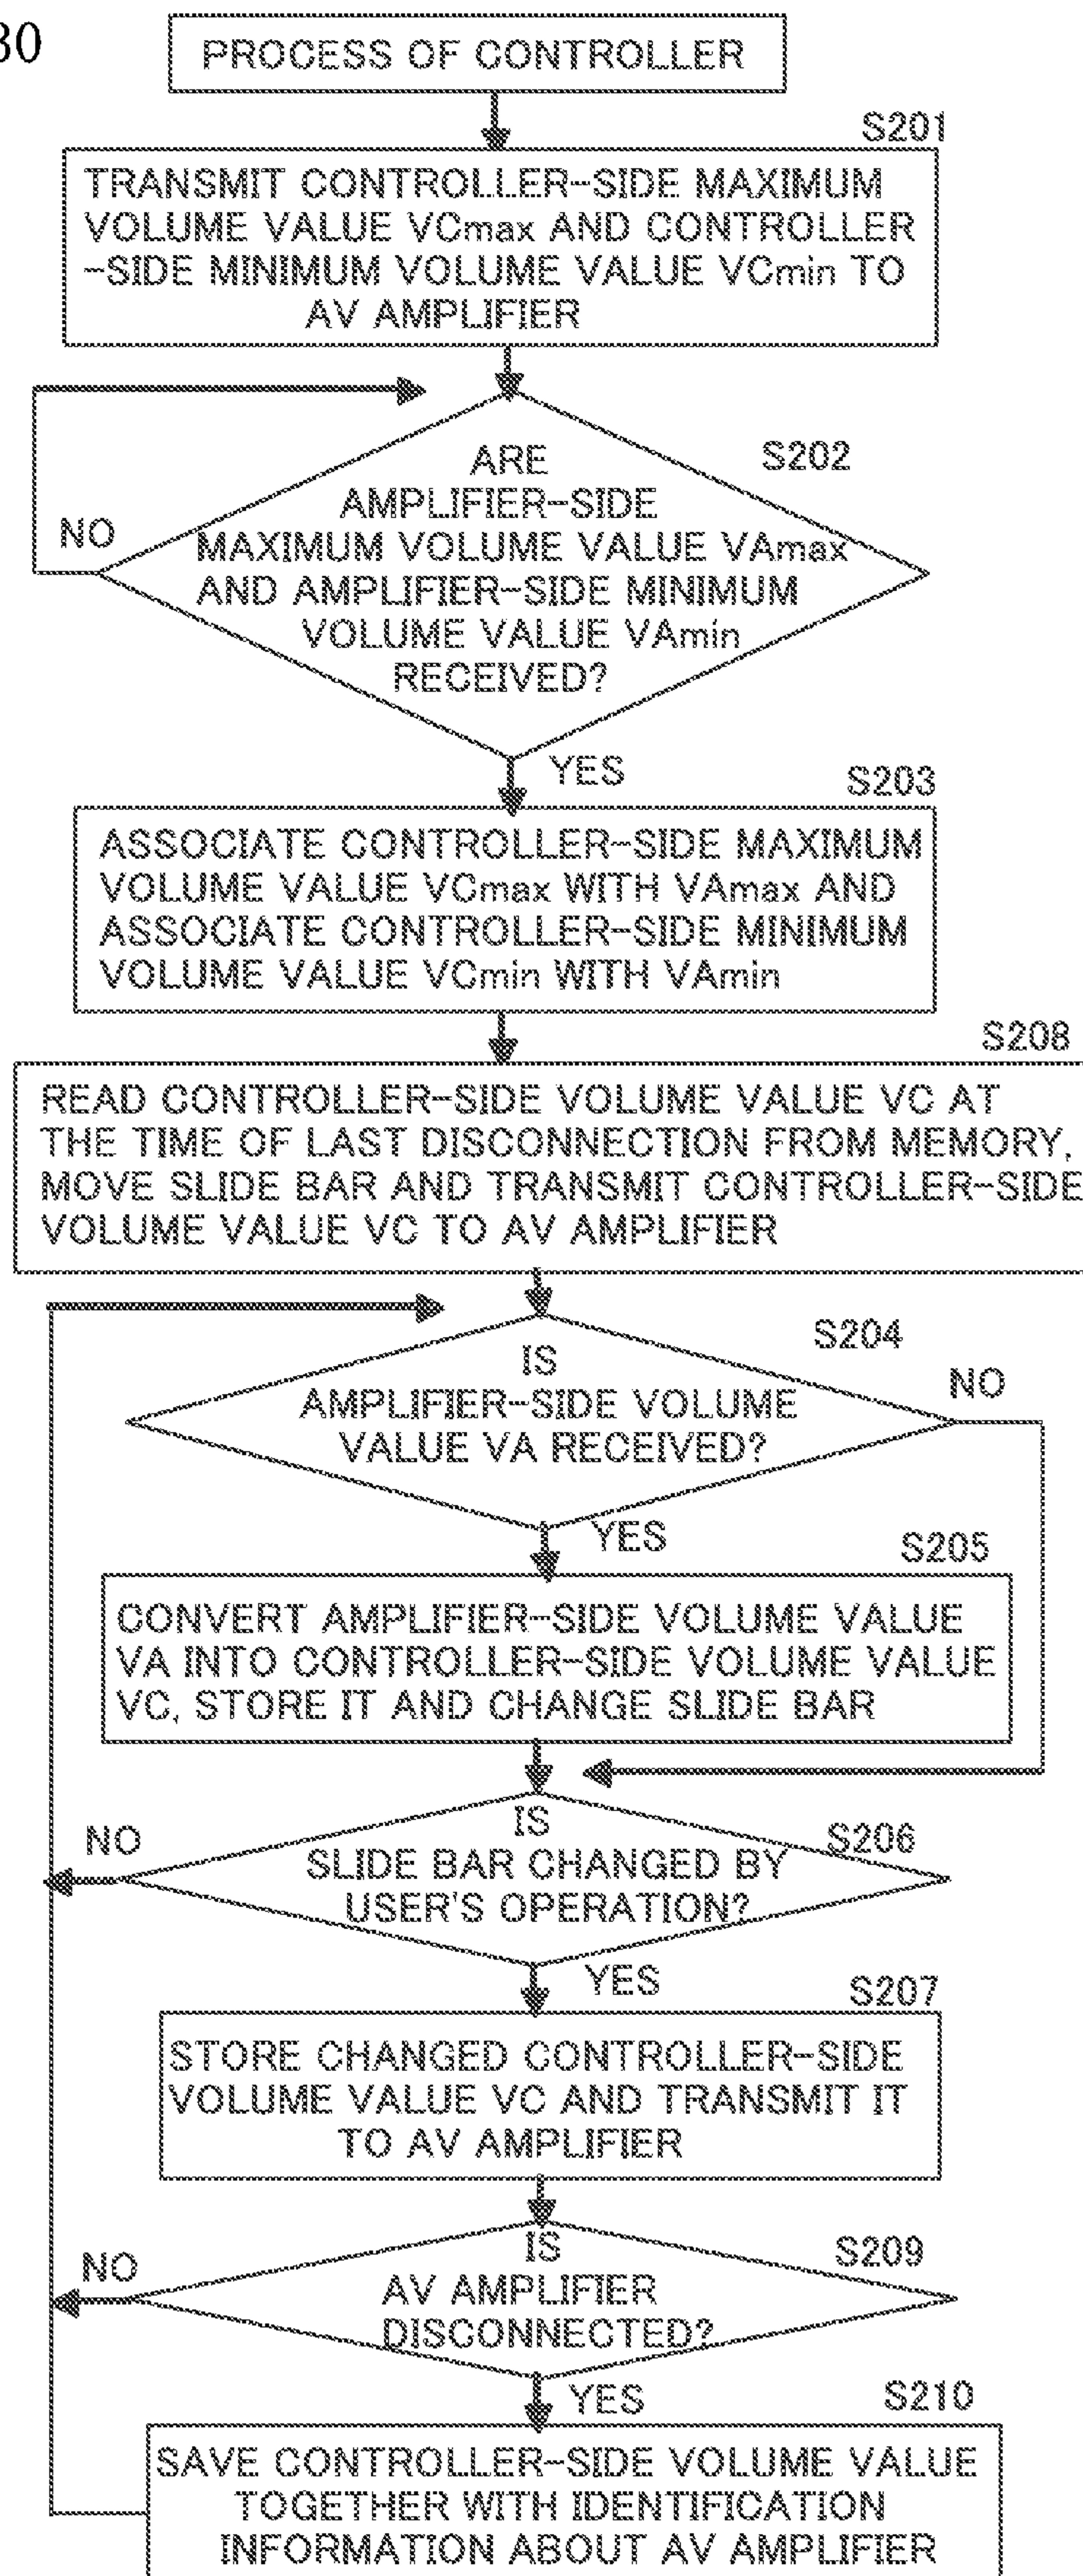 30
PROCESS OF CONTROLLER
S201
TRANSMIT CONTROLLER-SIDE MAXIMUM
VOLUME VALUE VCmax AND CONTROLLER
-SIDE MINIMUM VOLUME VALUE VCmin TO
AV AMPLIFIER
S202
ARE
AMPLIFIER-SIDE
NO
MAXIMUM VOLUME VALUE VAmax
AND AMPLIFIER-SIDE MINIMUM
VOLUME VALUE VAmin
RECEIVED?
YES
S203
ASSOCIATE CONTROLLER-SIDE MAXIMUM
VOLUME VALUE VCmax WITH VAmax AND
ASSOCIATE CONTROLLER-SIDE MINIMUM
VOLUME VALUE VCmin WITH VAmin
S208
READ CONTROLLER-SIDE VOLUME VALUE VC AT
THE TIME OF LAST DISCONNECTION FROM MEMORY,
MOVE SLIDE BAR AND TRANSMIT CONTROLLER-SIDE
VOLUME VALUE VC TO AV AMPLIFIER
S204
IS
NO
AMPLIFIER-SIDE VOLUME
VALUE VA RECEIVED?
YES
S205
CONVERT AMPLIFIER-SIDE VOLUME VALUE
VA INTO CONTROLLER-SIDE VOLUME VALUE
VC, STORE IT AND CHANGE SLIDE BAR
IS
NO
S206
SLIDE BAR CHANGED BY
USER'S OPERATION?
YES
S207
STORE CHANGED CONTROLLER-SIDE
VOLUME VALUE VC AND TRANSMIT IT
TO AV AMPLIFIER
IS
S209
NO
AV AMPLIFIER
DISCONNECTED?
YES
S210
SAVE CONTROLLER-SIDE VOLUME VALUE
TOGETHER WITH IDENTIFICATION
INFORMATION ABOUT AV AMPLIFIER